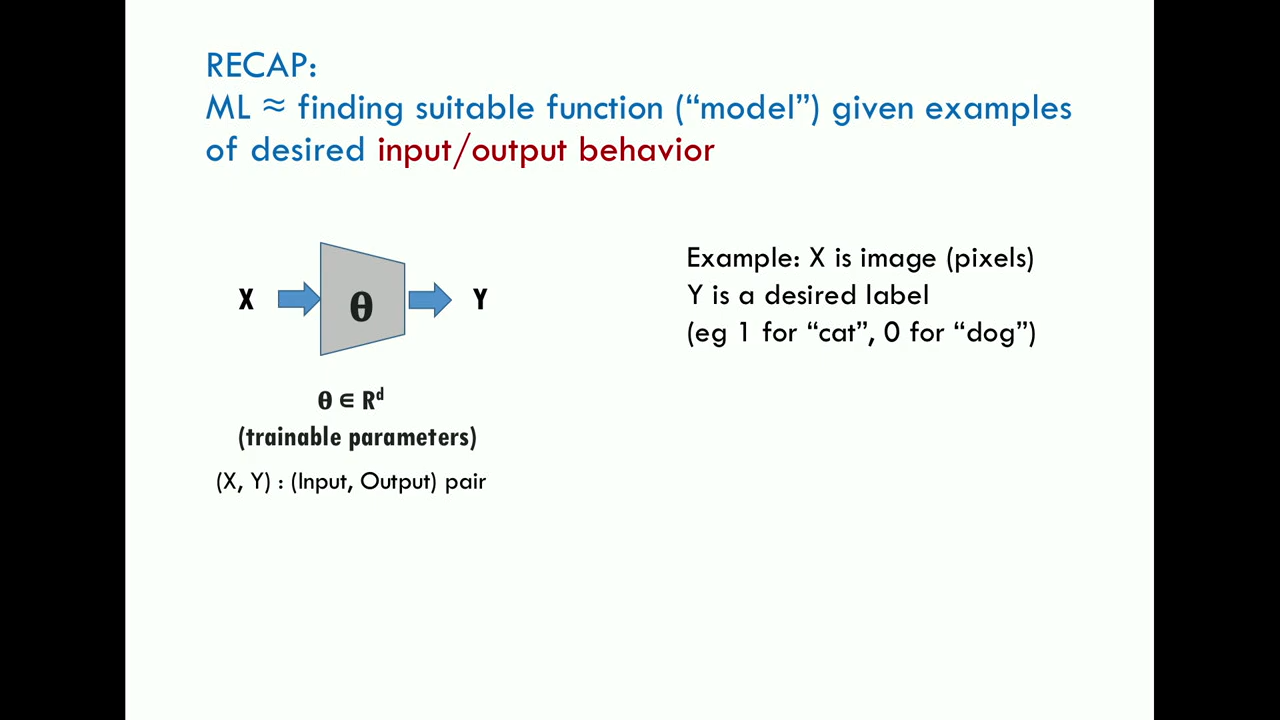 RECAP:
ML ≈ finding suitable function (“model”) given examples
of desired input/output behavior
X
θ
Y
θ ∈ Rᵈ
(trainable parameters)
(X, Y) : (Input, Output) pair
Example: X is image (pixels)
Y is a desired label
(eg 1 for “cat”, 0 for “dog”)